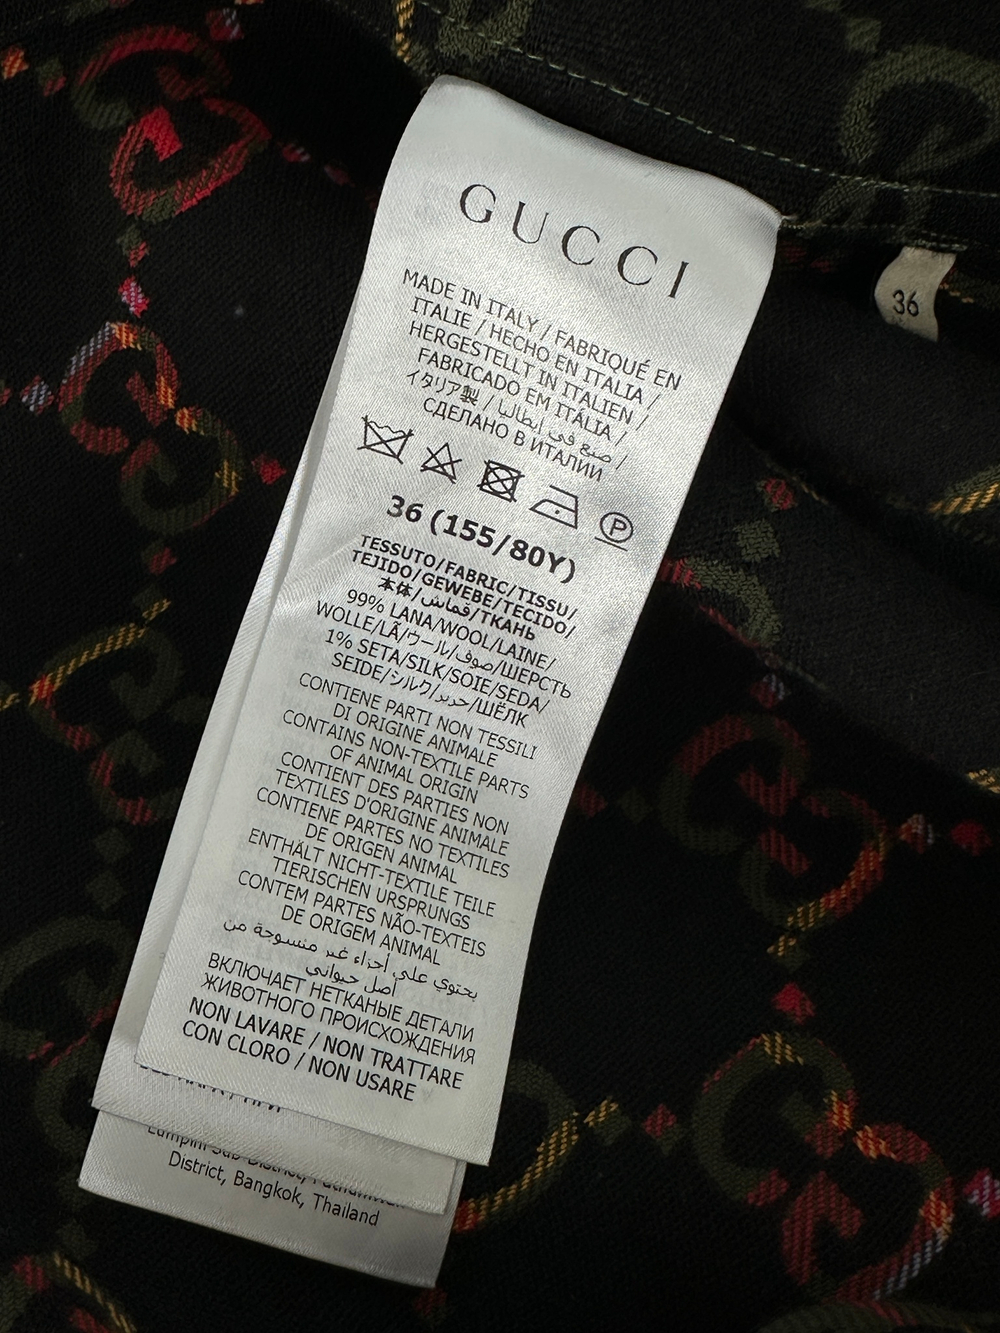 GUCCI
MADE IN ITALY / FABRIQUÉ EN
ITALIE / HECHO EN ITALIA /
HERGESTELLT IN ITALIEN /
FABRICADO EM ITÁLIA /
イタリア製 / صنع في إيطاليا /
СДЕЛАНО В ИТАЛИИ
P
36 (155/80Y)
TESSUTO/FABRIC/TISSU/
TEJIDO/GEWEBE/TECIDO/
本体/قماش/ТКАНЬ
99% LANA/WOOL/LAINE/
WOLLE/LÃ/ウール/صوف/ШЕРСТЬ
1% SETA/SILK/SOIE/SEDA/
SEIDE/シルク/حرير/ШЁЛК
CONTIENE PARTI NON TESSILI
DI ORIGINE ANIMALE
CONTAINS NON-TEXTILE PARTS
OF ANIMAL ORIGIN
CONTIENT DES PARTIES NON
TEXTILES D'ORIGINE ANIMALE
CONTIENE PARTES NO TEXTILES
DE ORIGEN ANIMAL
ENTHÄLT NICHT-TEXTILE TEILE
TIERISCHEN URSPRUNGS
CONTEM PARTES NÃO-TEXTEIS
DE ORIGEM ANIMAL
يحتوي على أجزاء غير منسوجة من
أصل حيواني
ВКЛЮЧАЕТ НЕТКАНЫЕ ДЕТАЛИ
ЖИВОТНОГО ПРОИСХОЖДЕНИЯ
NON LAVARE / NON TRATTARE
CON CLORO / NON USARE
Lumpini Sub-District,
District, Bangkok, Thailand
36